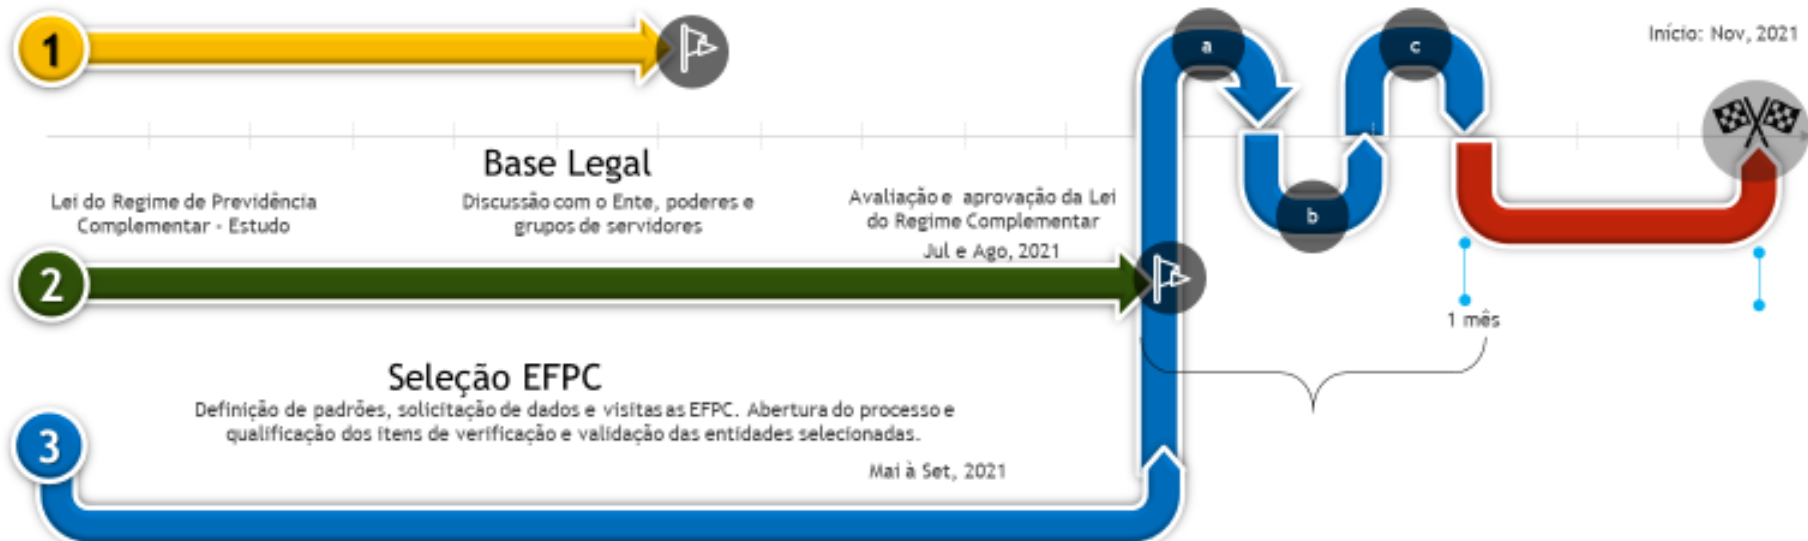 1
a
c
Início: Nov, 2021
Base Legal
Lei do Regime de Previdência
Complementar - Estudo
Discussão com o Ente, poderes e
grupos de servidores
Avaliação e aprovação da Lei
do Regime Complementar
Jul e Ago, 2021
b
2
1 mês
Seleção EFPC
Definição de padrões, solicitação de dados e visitas as EFPC. Abertura do processo e
qualificação dos itens de verificação e validação das entidades selecionadas.
3
Mai à Set, 2021